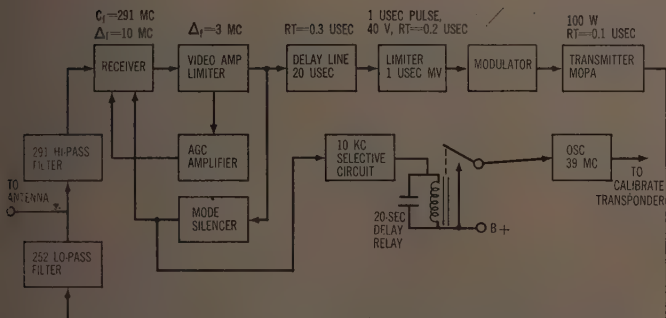 Cf=291 MC
Δf=10 MC
RECEIVER
Δf=3 MC
VIDEO AMP
LIMITER
RT=0.3 USEC
DELAY LINE
20 USEC
1 USEC PULSE,
40 V, RT=0.2 USEC
LIMITER
1 USEC MV
MODULATOR
100 W
RT=0.1 USEC
TRANSMITTER
MOPA
291 HI-PASS
FILTER
AGC
AMPLIFIER
10 KC
SELECTIVE
CIRCUIT
OSC
39 MC
TO
CALIBRATE
TRANSPONDER
TO
ANTENNA
MODE
SILENCER
20-SEC
DELAY
RELAY
B+
252 LO-PASS
FILTER